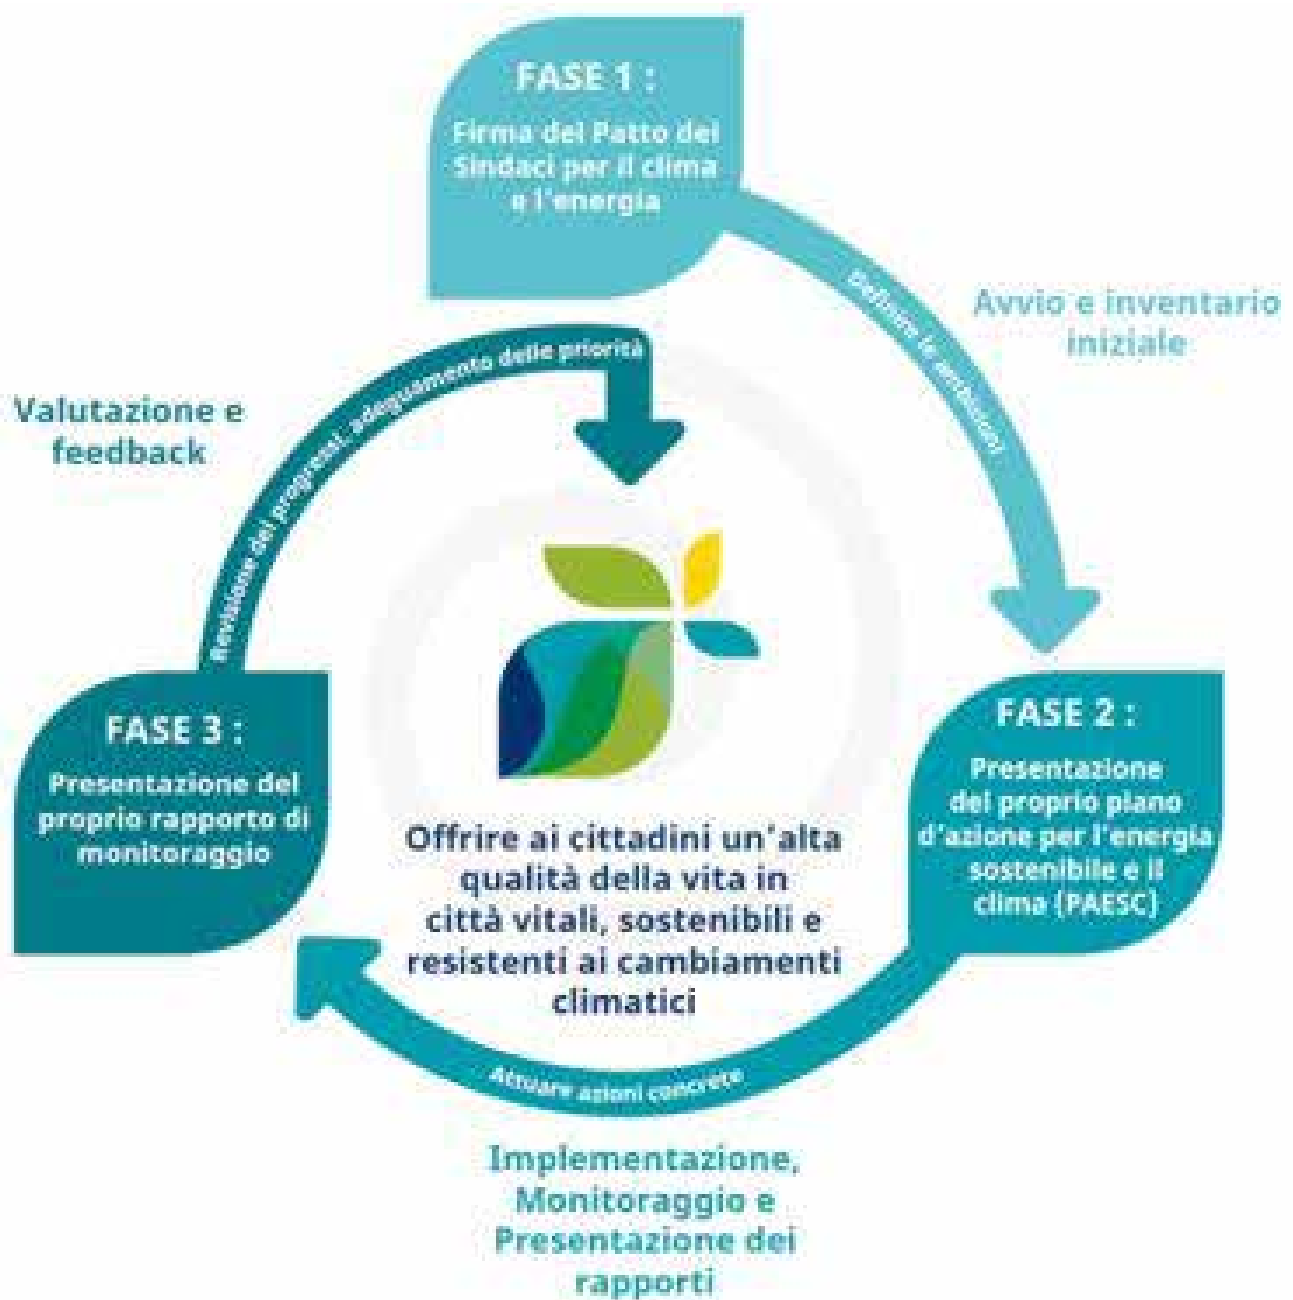 FASE 1 :
Firma del Patto dei
Sindaci per il clima
e l'energia
Definire le ambizioni
Avvio e inventario
iniziale
FASE 2 :
Presentazione
del proprio piano
d'azione per l'energia
sostenibile e il
clima (PAESC)
Attuare azioni concrete
Implementazione,
Monitoraggio e
Presentazione dei
rapporti
FASE 3 :
Presentazione del
proprio rapporto di
monitoraggio
Revisione dei progressi, adeguamento delle priorità
Valutazione e
feedback
Offrire ai cittadini un'alta
qualità della vita in
città vitali, sostenibili e
resistenti ai cambiamenti
climatici